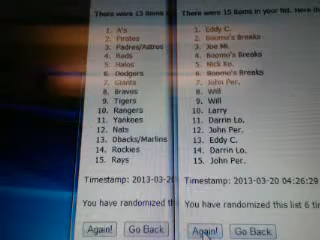 There were 15 items
1. A's
2. Pirates
3. Padres/Astros
4. Reds
5. Halos
6. Dodgers
7. Giants
8. Braves
9. Tigers
10. Rangers
11. Yankees
12. Nats
13. Dbacks/Marlins
14. Rockies
15. Rays
Timestamp: 2013-03-20
You have randomized this
Again!
Go Back
There were 15 items in your list. Here
1. Eddy C.
2. Boomo's Breaks
3. Joe Mi.
4. Boomo's Breaks
5. Nick Ko.
6. Boomo's Breaks
7. John Per.
8. Will
9. Will
10. Larry
11. Darrin Lo.
12. John Per.
13. Eddy C.
14. Darrin Lo.
15. John Per.
Timestamp: 2013-03-20 04:26:29
You have randomized this list 6
Again!
Go Back